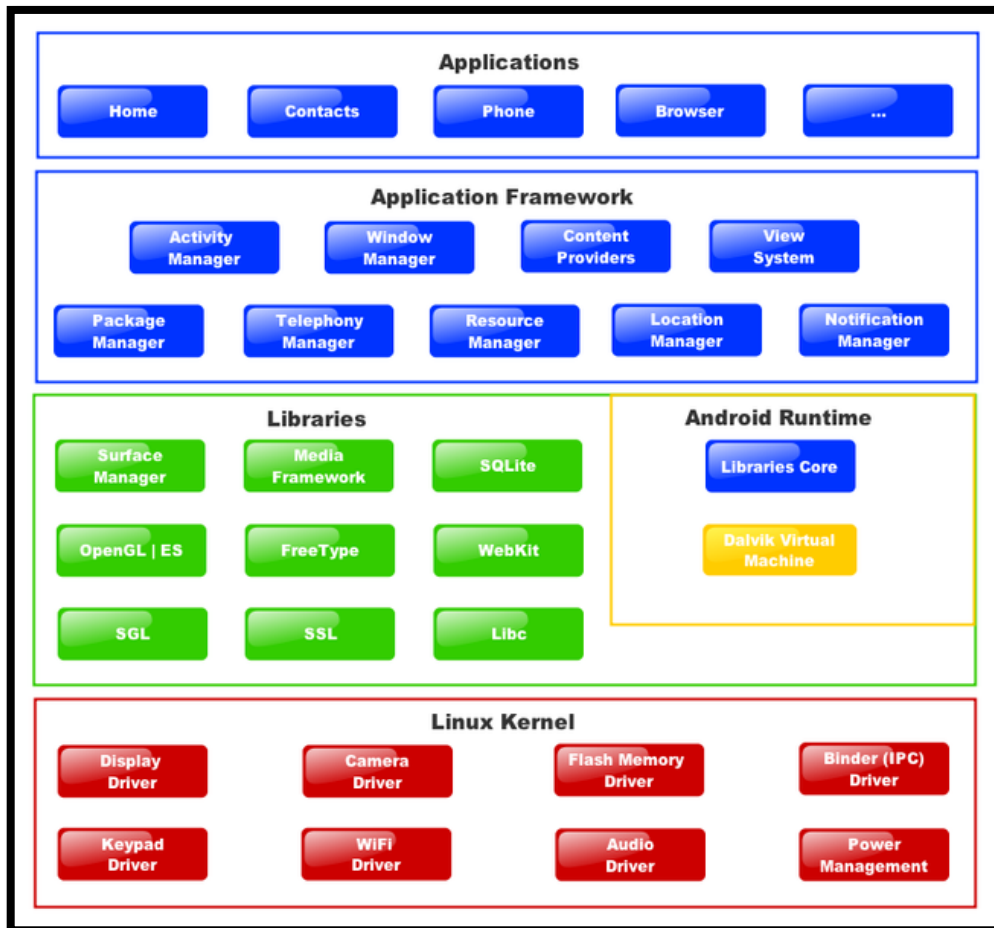 Applications
Home
Contacts
Phone
Browser
...
Application Framework
Activity
Manager
Window
Manager
Content
Providers
View
System
Package
Manager
Telephony
Manager
Resource
Manager
Location
Manager
Notification
Manager
Libraries
Surface
Manager
Media
Framework
SQLite
OpenGL | ES
FreeType
WebKit
SGL
SSL
Libc
Android Runtime
Libraries Core
Dalvik Virtual
Machine
Linux Kernel
Display
Driver
Camera
Driver
Flash Memory
Driver
Binder (IPC)
Driver
Keypad
Driver
WiFi
Driver
Audio
Driver
Power
Management